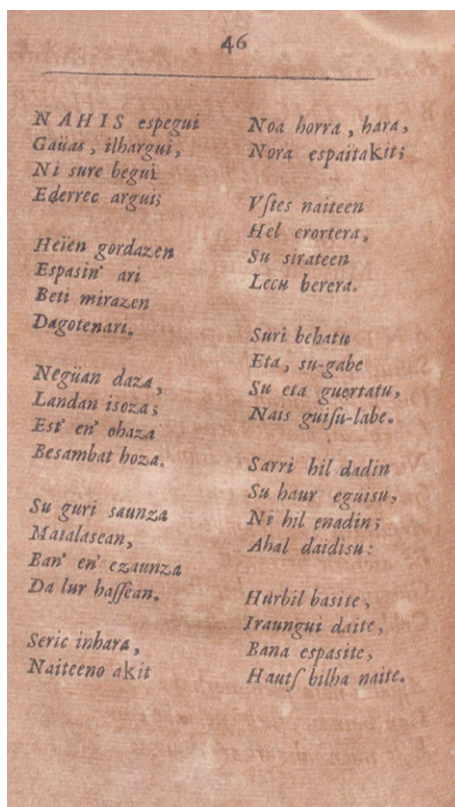 46
NAHIS espegui
Gaüas, ilhargui,
Ni sure begui
Ederrec argui;
Heïen gordazen
Espasin' ari
Beti mirazen
Dagotenari.
Negüan daza,
Landan isoza;
Est' en' ohaza
Besambat hoza.
Su guri saunza
Matalasean,
Ban' en' ezaunza
Da lur haſſean.
Seric inhara,
Naiteeno akit
Noa horra, hara,
Nora espaitakit;
Vſtes naiteen
Hel erortera,
Su sirateen
Lecu berera.
Suri behatu
Eta, su-gabe
Su eta guertatu,
Nais guiſu-labe.
Sarri hil dadin
Su haur eguisu,
Ni hil enadin;
Ahal daidisu:
Hurbil basite,
Iraungui daite,
Bana espasite,
Hautſ bilha naite.